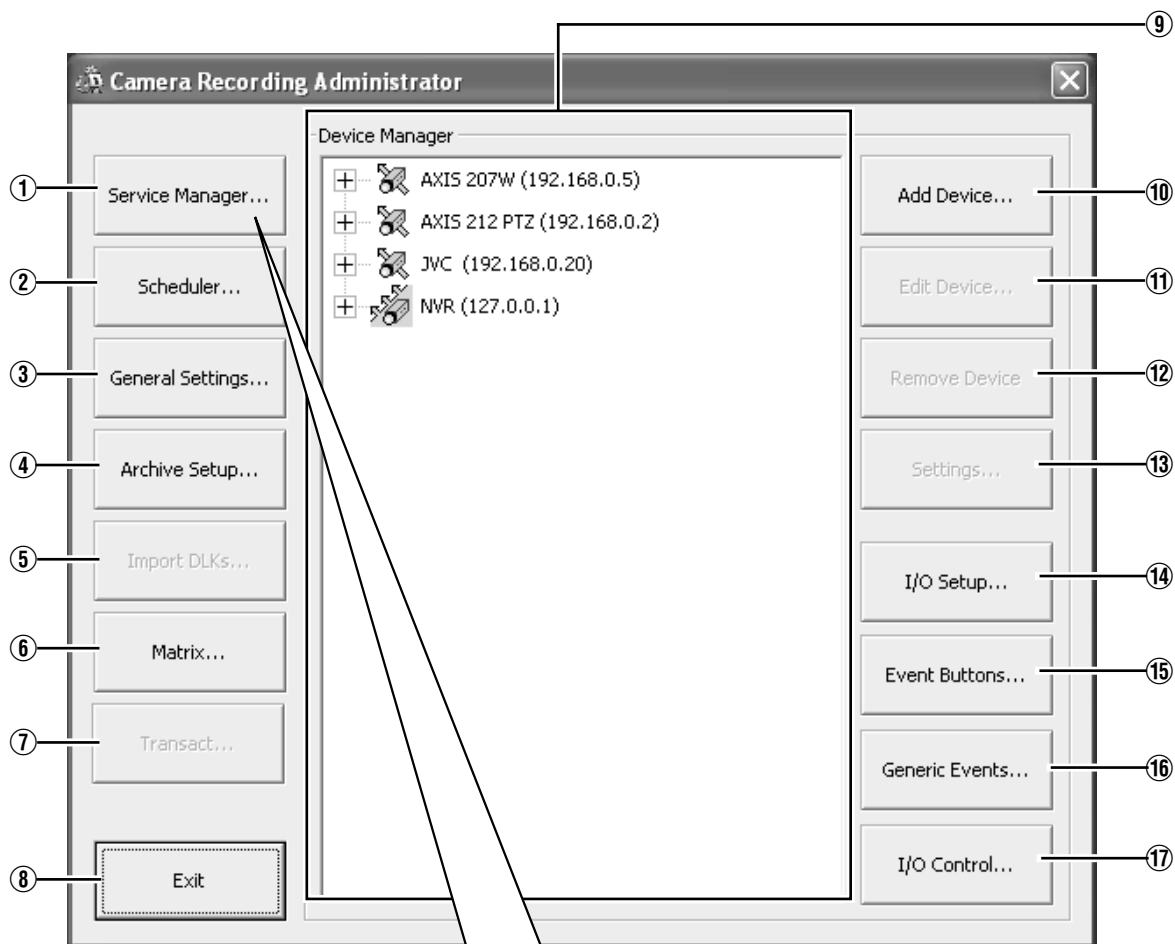 ⑨
Camera Recording Administrator
Device Manager
① Service Manager...
② Scheduler...
③ General Settings...
④ Archive Setup...
⑤ Import DLKs...
⑥ Matrix...
⑦ Transact...
⑧ Exit
AXIS 207W (192.168.0.5)
AXIS 212 PTZ (192.168.0.2)
JVC (192.168.0.20)
NVR (127.0.0.1)
Add Device... ⑩
Edit Device... ⑪
Remove Device ⑫
Settings... ⑬
I/O Setup... ⑭
Event Buttons... ⑮
Generic Events... ⑯
I/O Control... ⑰